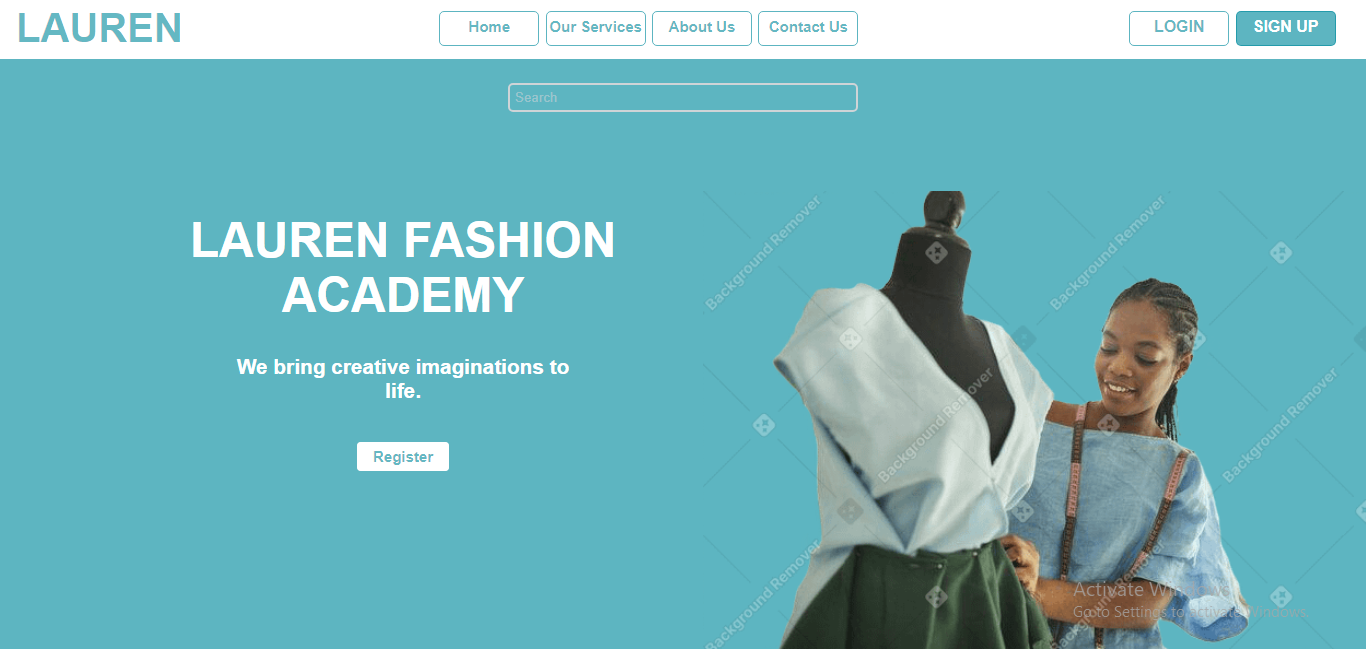 LAUREN
Home
Our Services
About Us
Contact Us
LOGIN
SIGN UP
Search
LAUREN FASHION
ACADEMY
We bring creative imaginations to
life.
Register
Background Remover
Background Remover
Background Remover
Background Remover
Background Remover
Background Remover
Activate Windows
Go to Settings to activate Windows.